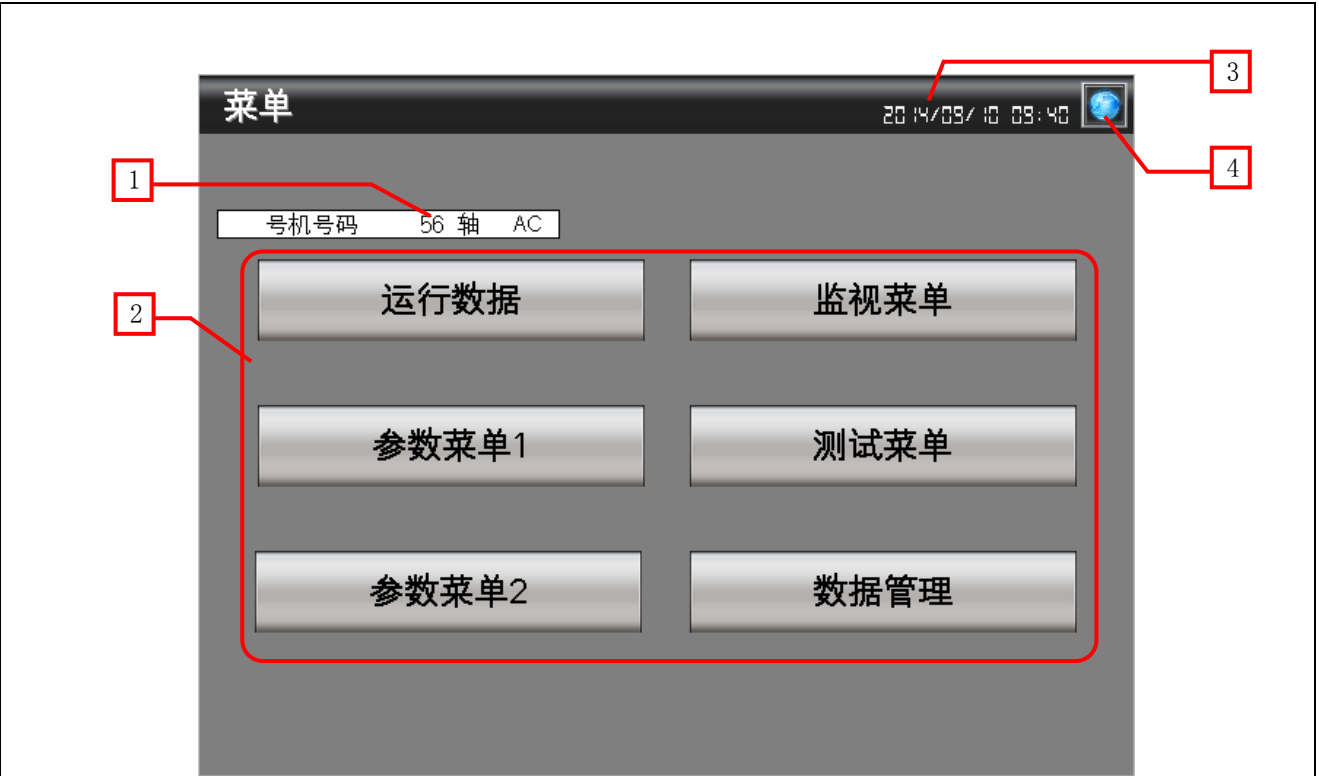 3
菜单
2014/09/10 09:40
4
1
号机号码 56 轴 AC
运行数据 监视菜单
2
参数菜单1 测试菜单
参数菜单2 数据管理